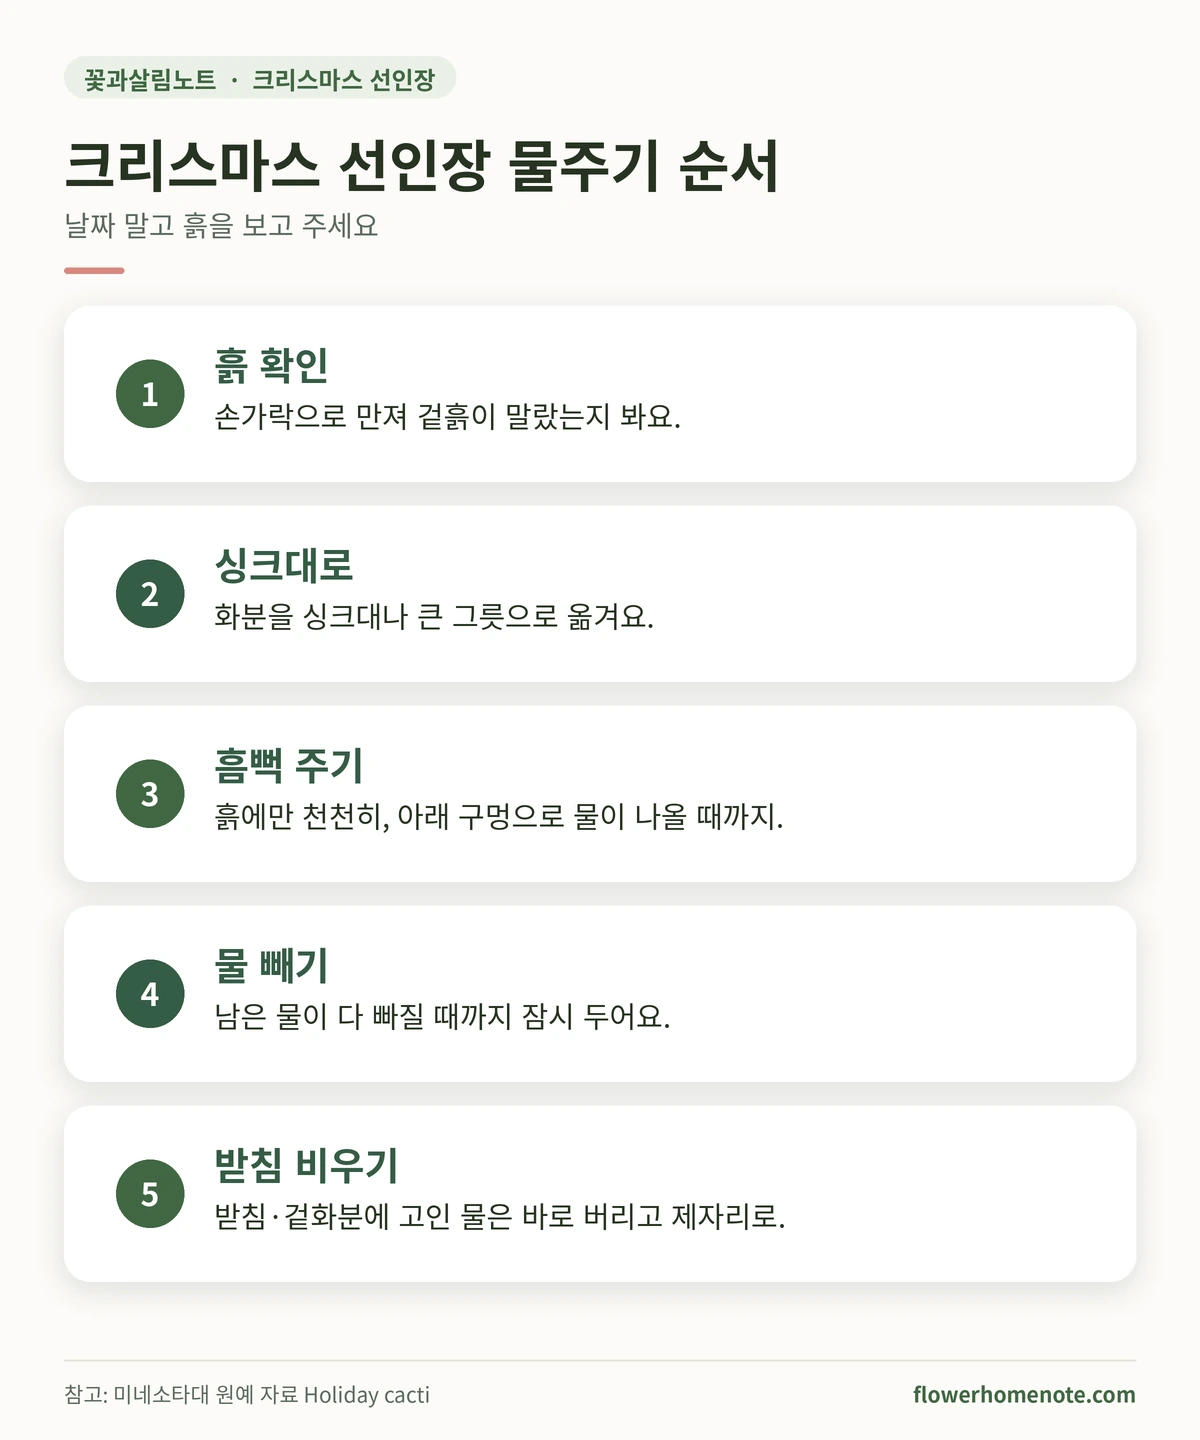 꽃과살림노트 · 크리스마스 선인장
크리스마스 선인장 물주기 순서
날짜 말고 흙을 보고 주세요
1
흙 확인
손가락으로 만져 겉흙이 말랐는지 봐요.
2
싱크대로
화분을 싱크대나 큰 그릇으로 옮겨요.
3
흠뻑 주기
흙에만 천천히, 아래 구멍으로 물이 나올 때까지.
4
물 빼기
남은 물이 다 빠질 때까지 잠시 두어요.
5
받침 비우기
받침·겉화분에 고인 물은 바로 버리고 제자리로.
참고: 미네소타대 원예 자료 Holiday cacti
flowerhomenote.com